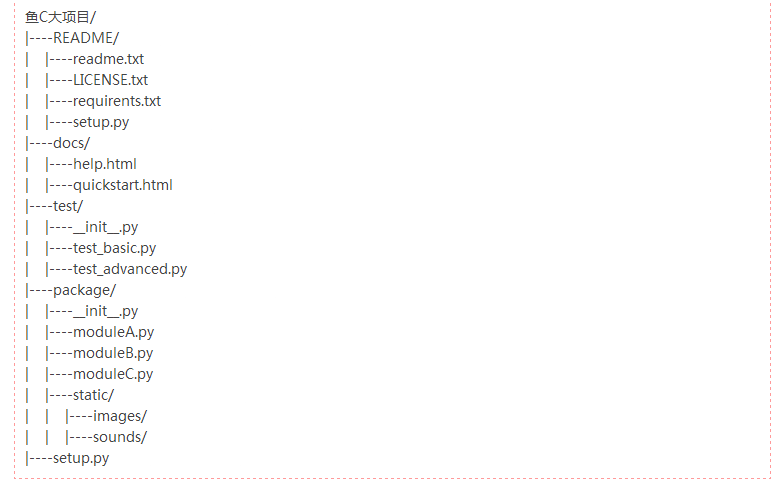 鱼C大项目/
|----README/
|    |----readme.txt
|    |----LICENSE.txt
|    |----requirents.txt
|    |----setup.py
|----docs/
|    |----help.html
|    |----quickstart.html
|----test/
|    |----__init__.py
|    |----test_basic.py
|    |----test_advanced.py
|----package/
|    |----__init__.py
|    |----moduleA.py
|    |----moduleB.py
|    |----moduleC.py
|    |----static/
|    |    |----images/
|    |    |----sounds/
|----setup.py